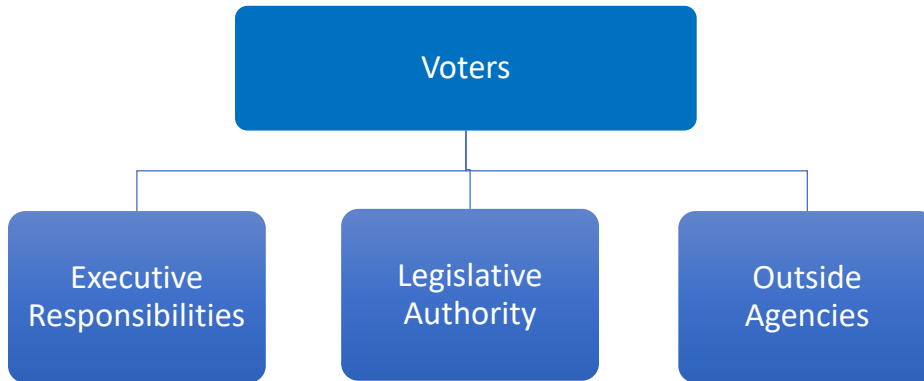 Voters
Executive
Responsibilities
Legislative
Authority
Outside
Agencies